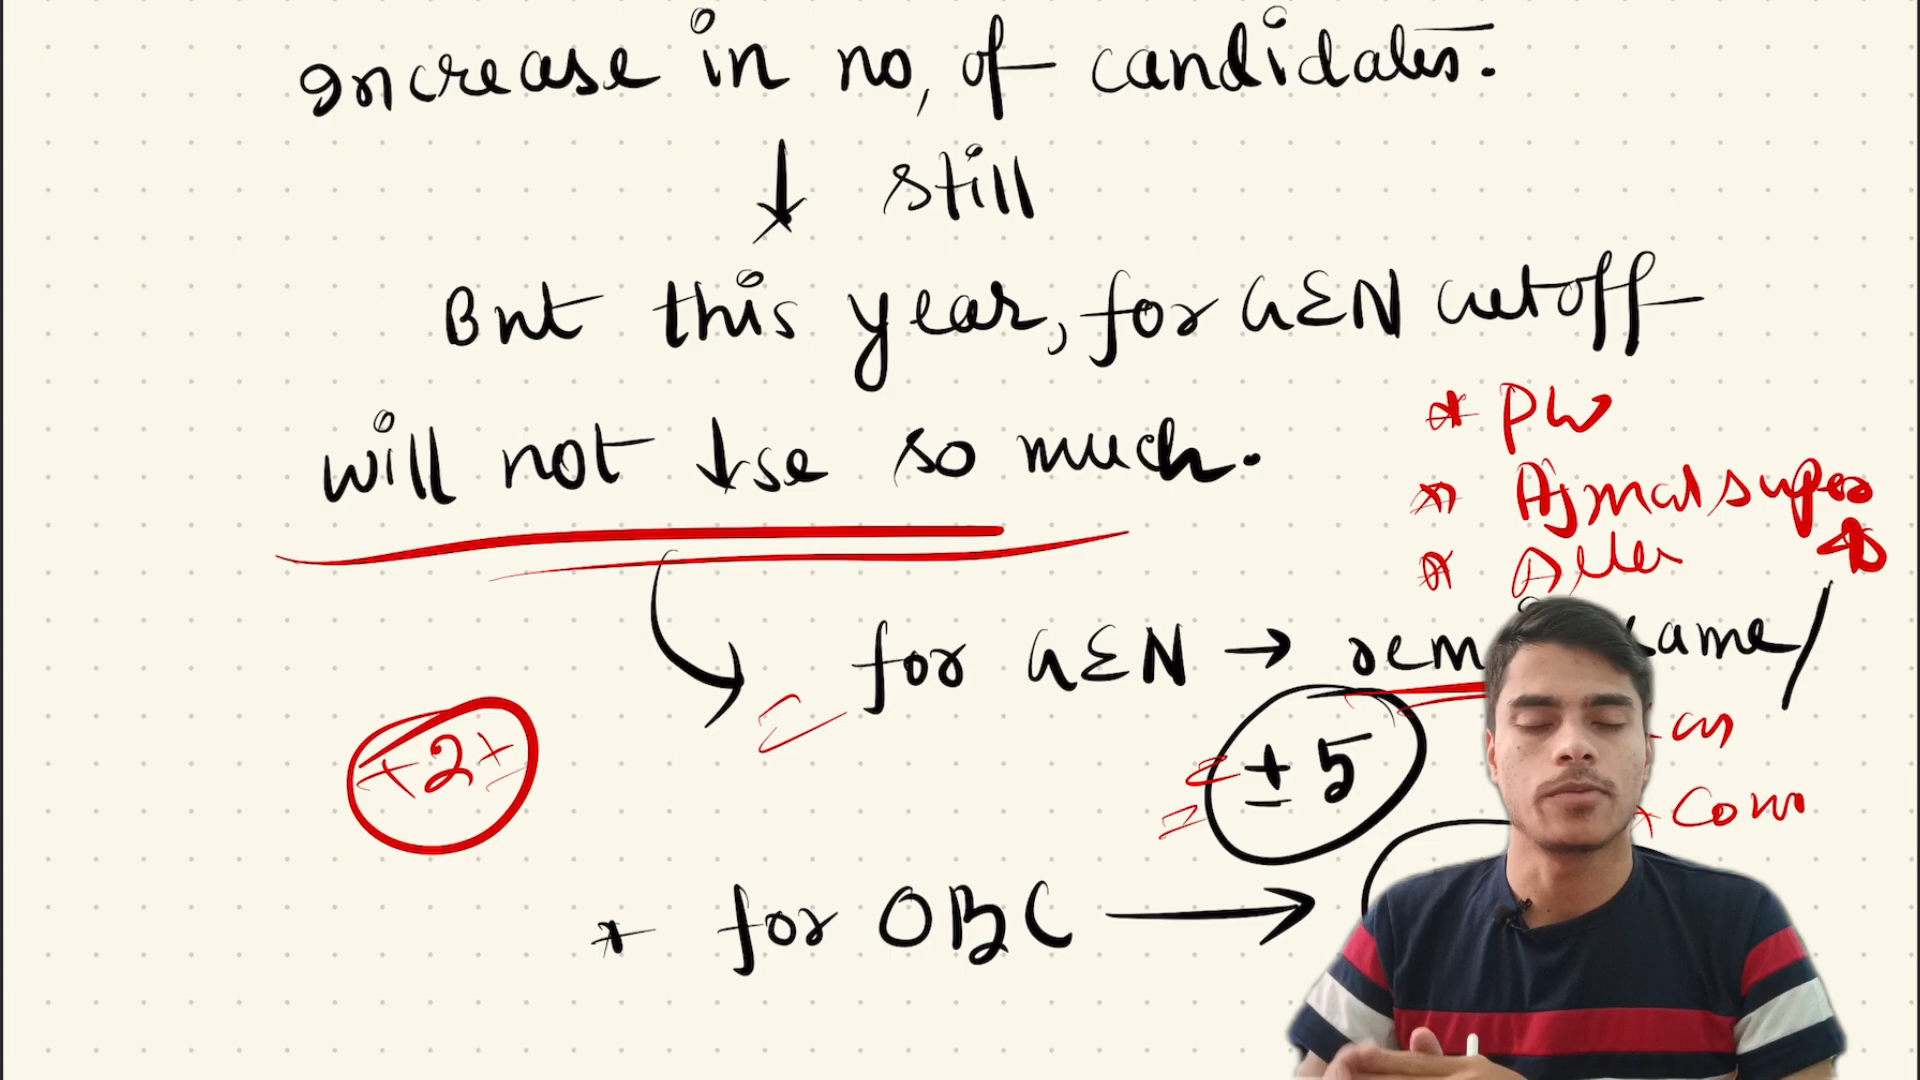 Increase in no, of candidates.
↓ still
But this year, for GEN cutoff
will not ↓se so much.
* PW
* Ajmal super
* Allen
for GEN → same/
+2+
± 5
* for OBC →